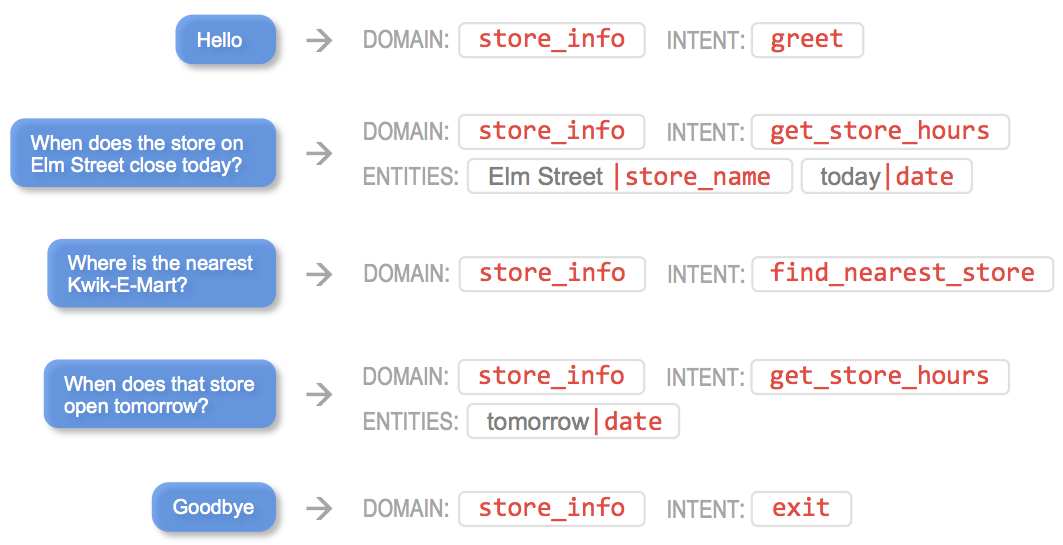 Hello
DOMAIN: store_info INTENT: greet
When does the store on
Elm Street close today?
DOMAIN: store_info INTENT: get_store_hours
ENTITIES: Elm Street |store_name today|date
Where is the nearest
Kwik-E-Mart?
DOMAIN: store_info INTENT: find_nearest_store
When does that store
open tomorrow?
DOMAIN: store_info INTENT: get_store_hours
ENTITIES: tomorrow|date
Goodbye
DOMAIN: store_info INTENT: exit